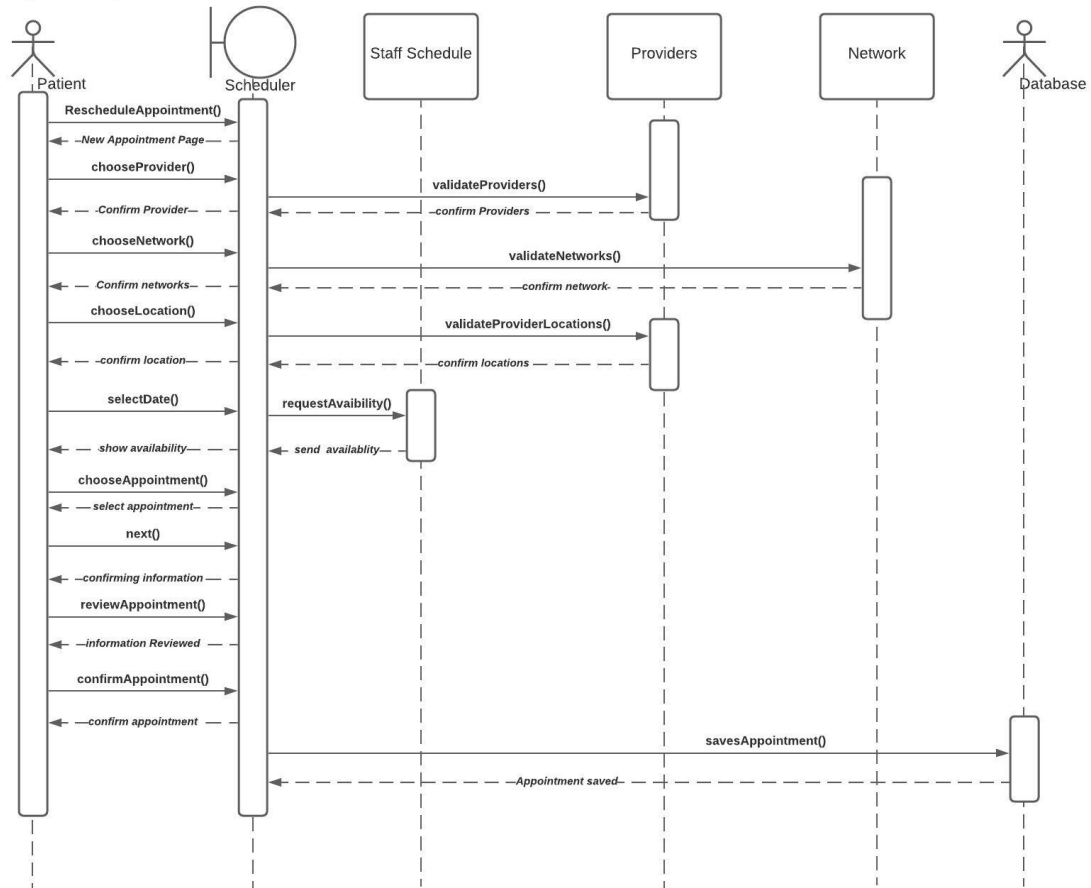 Staff Schedule
Providers
Network
Patient
Scheduler
Database
RescheduleAppointment()
New Appointment Page
chooseProvider()
validateProviders()
Confirm Provider
confirm Providers
chooseNetwork()
validateNetworks()
Confirm networks
confirm network
chooseLocation()
validateProviderLocations()
confirm location
confirm locations
selectDate()
requestAvaibility()
show availability
send availablity
chooseAppointment()
select appointment
next()
confirming information
reviewAppointment()
information Reviewed
confirmAppointment()
confirm appointment
savesAppointment()
Appointment saved